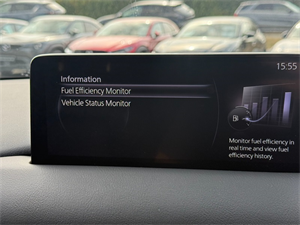 15:55
Information
Fuel Efficiency Monitor
Vehicle Status Monitor
Monitor fuel efficiency in
real time and view fuel
efficiency history.